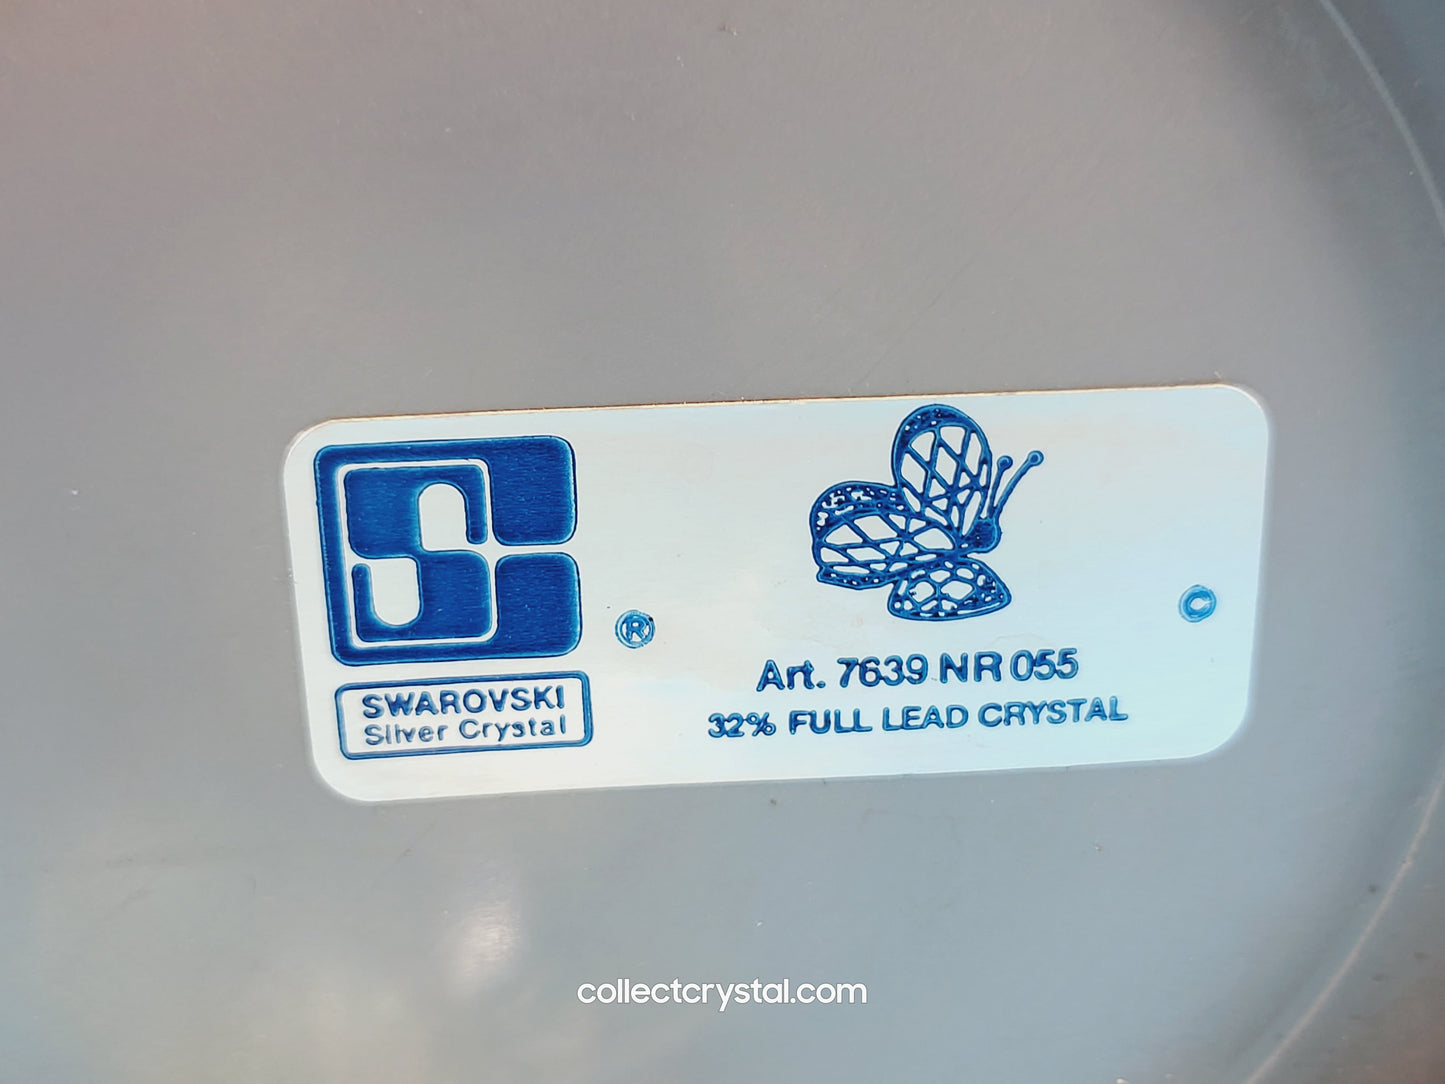 ®
SWAROVSKI
Silver Crystal
©
Art. 7639 NR 055
32% FULL LEAD CRYSTAL
collectcrystal.com